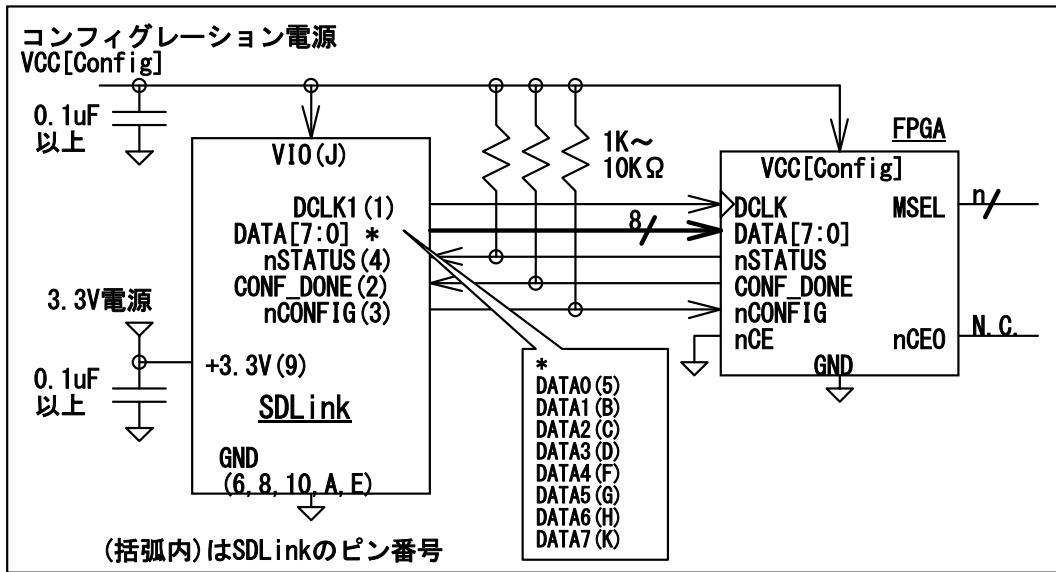 コンフィグレーション電源
VCC[Config]
0.1uF
以上
VIO(J)
DCLK1(1)
DATA[7:0] *
nSTATUS(4)
CONF_DONE(2)
nCONFIG(3)
3.3V電源
+3.3V(9)
0.1uF
以上
SDLink
GND
(6,8,10,A,E)
1K～
10KΩ
8
FPGA
VCC[Config]
DCLK
MSEL
n
DATA[7:0]
nSTATUS
CONF_DONE
nCONFIG
nCE
nCEO
N.C.
GND
*
DATA0(5)
DATA1(B)
DATA2(C)
DATA3(D)
DATA4(F)
DATA5(G)
DATA6(H)
DATA7(K)
(括弧内)はSDLinkのピン番号